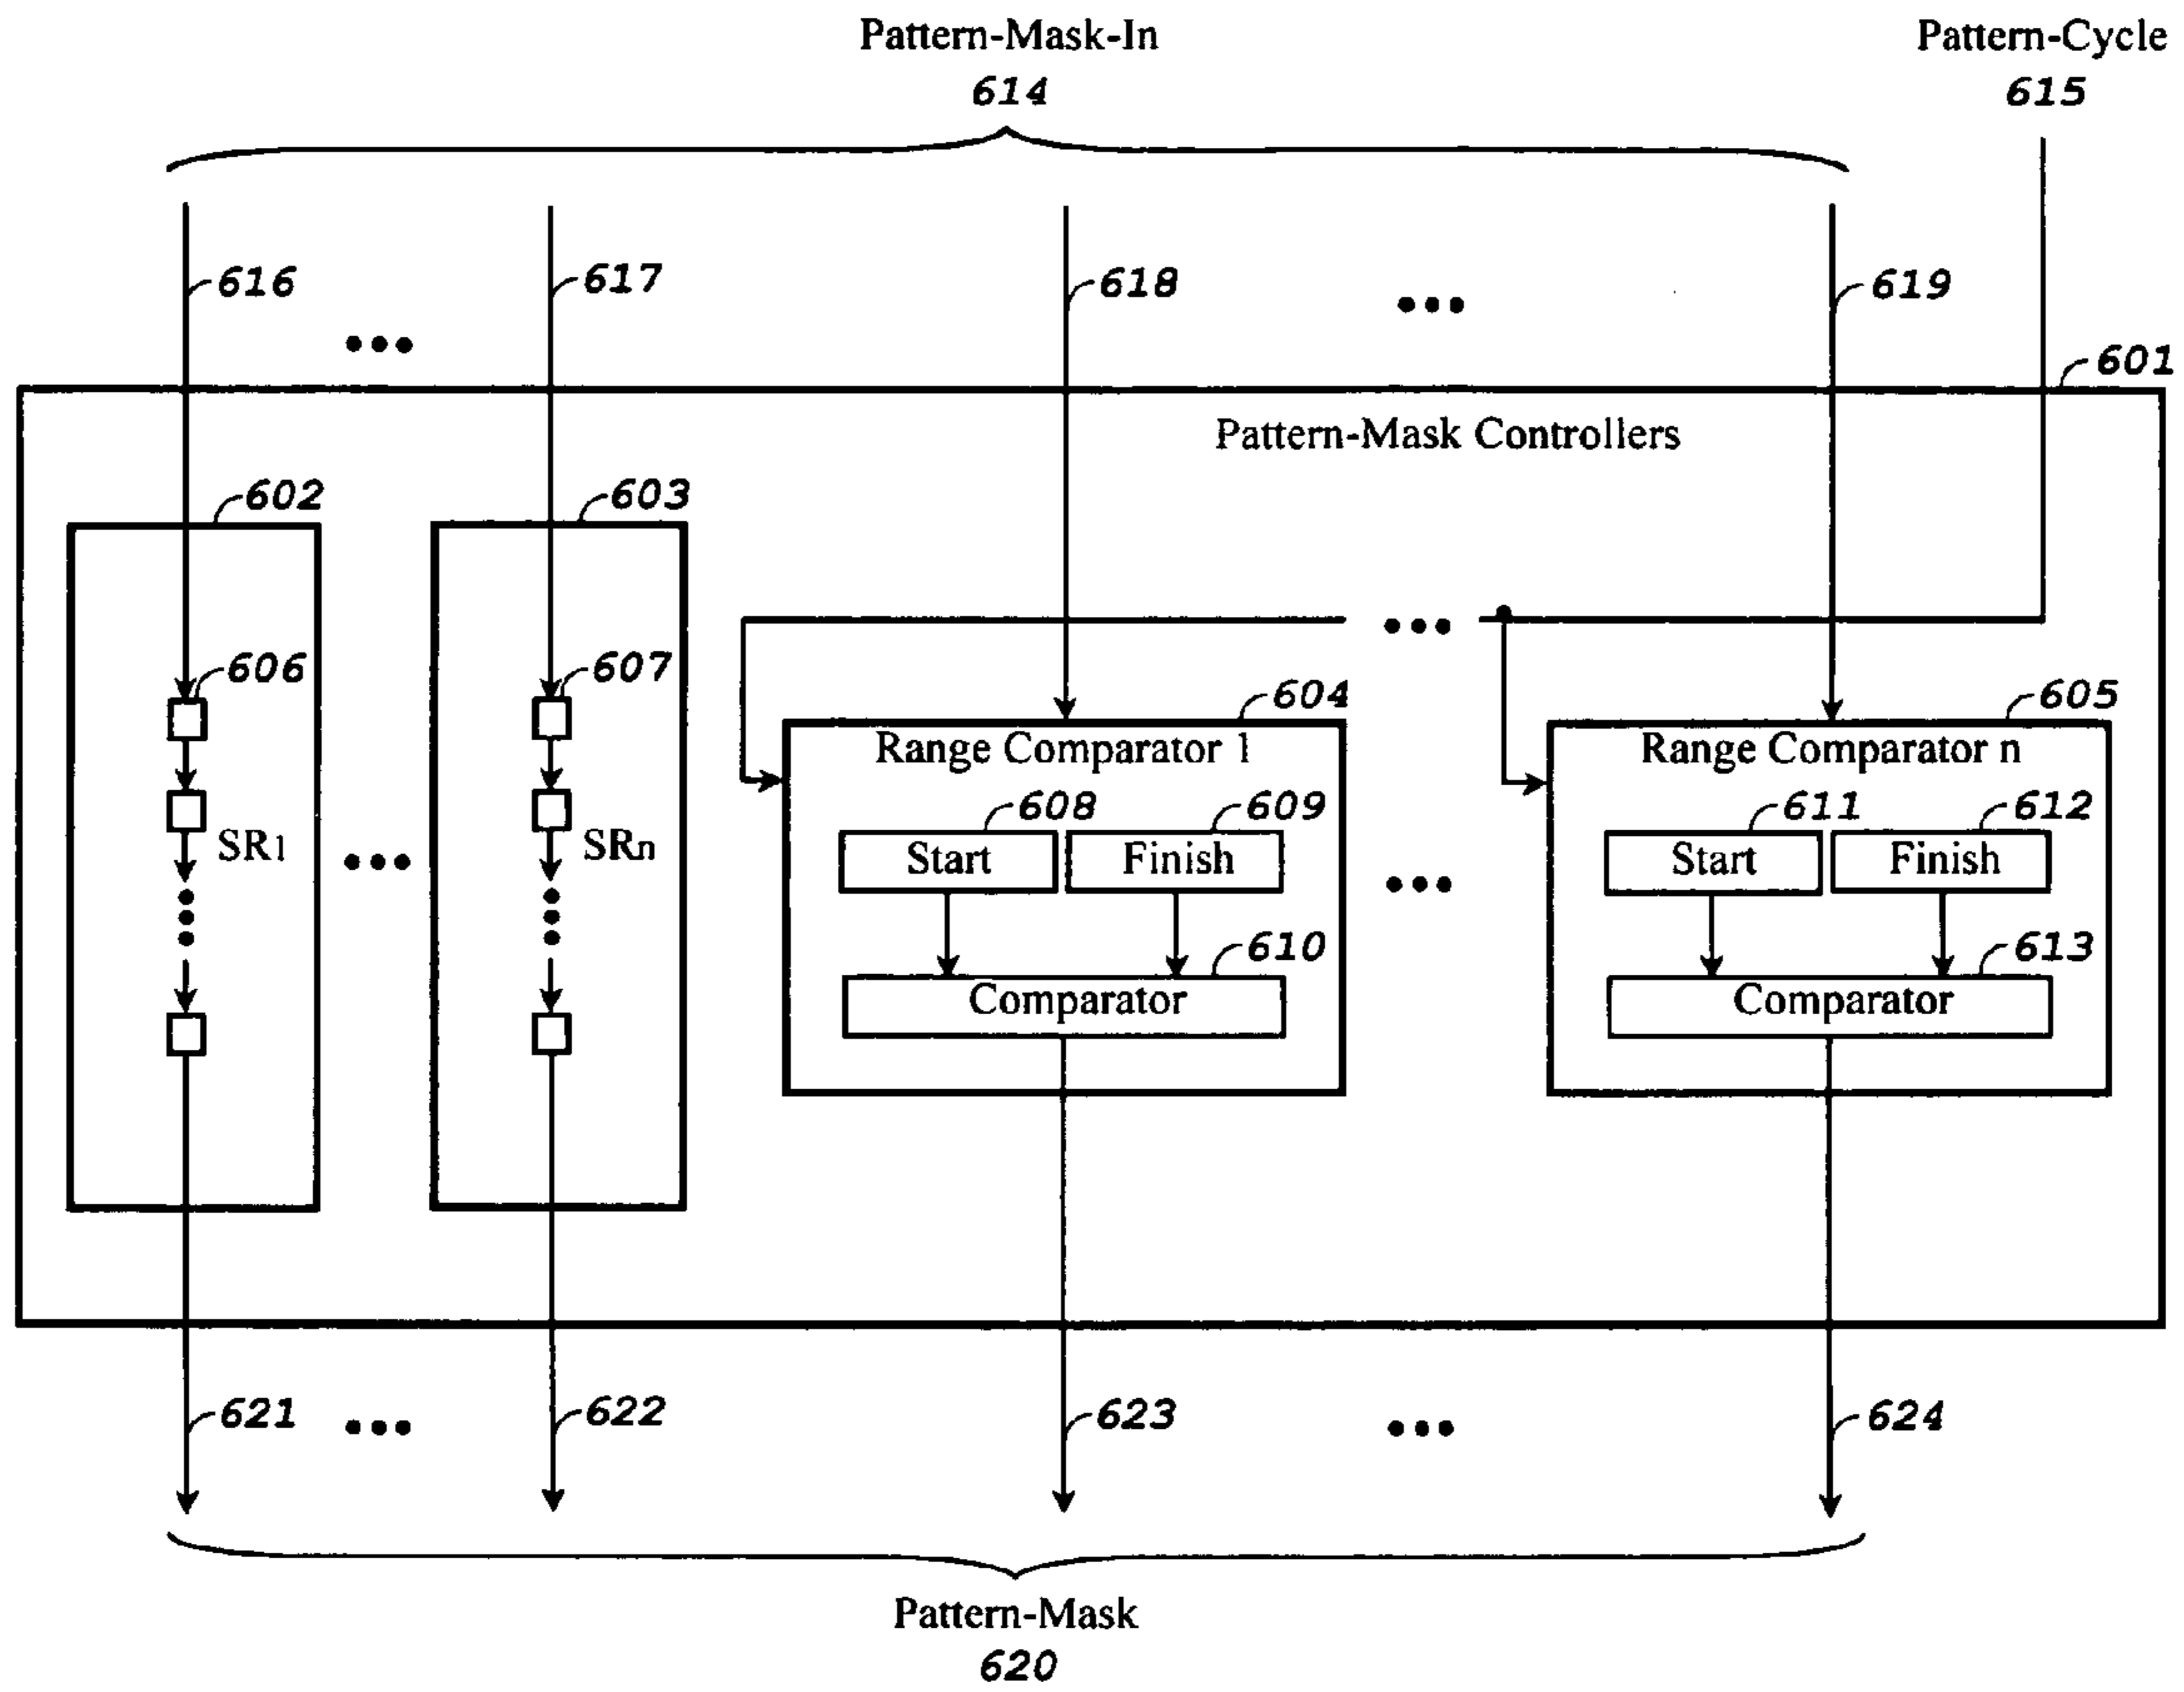 Pattern-Mask-In
614
Pattern-Cycle
615
616
617
618
619
601
Pattern-Mask Controllers
602
603
606
607
604
605
Range Comparator 1
Range Comparator n
608
609
611
612
SR1
SRn
Start
Finish
Start
Finish
610
613
Comparator
Comparator
621
622
623
624
Pattern-Mask
620